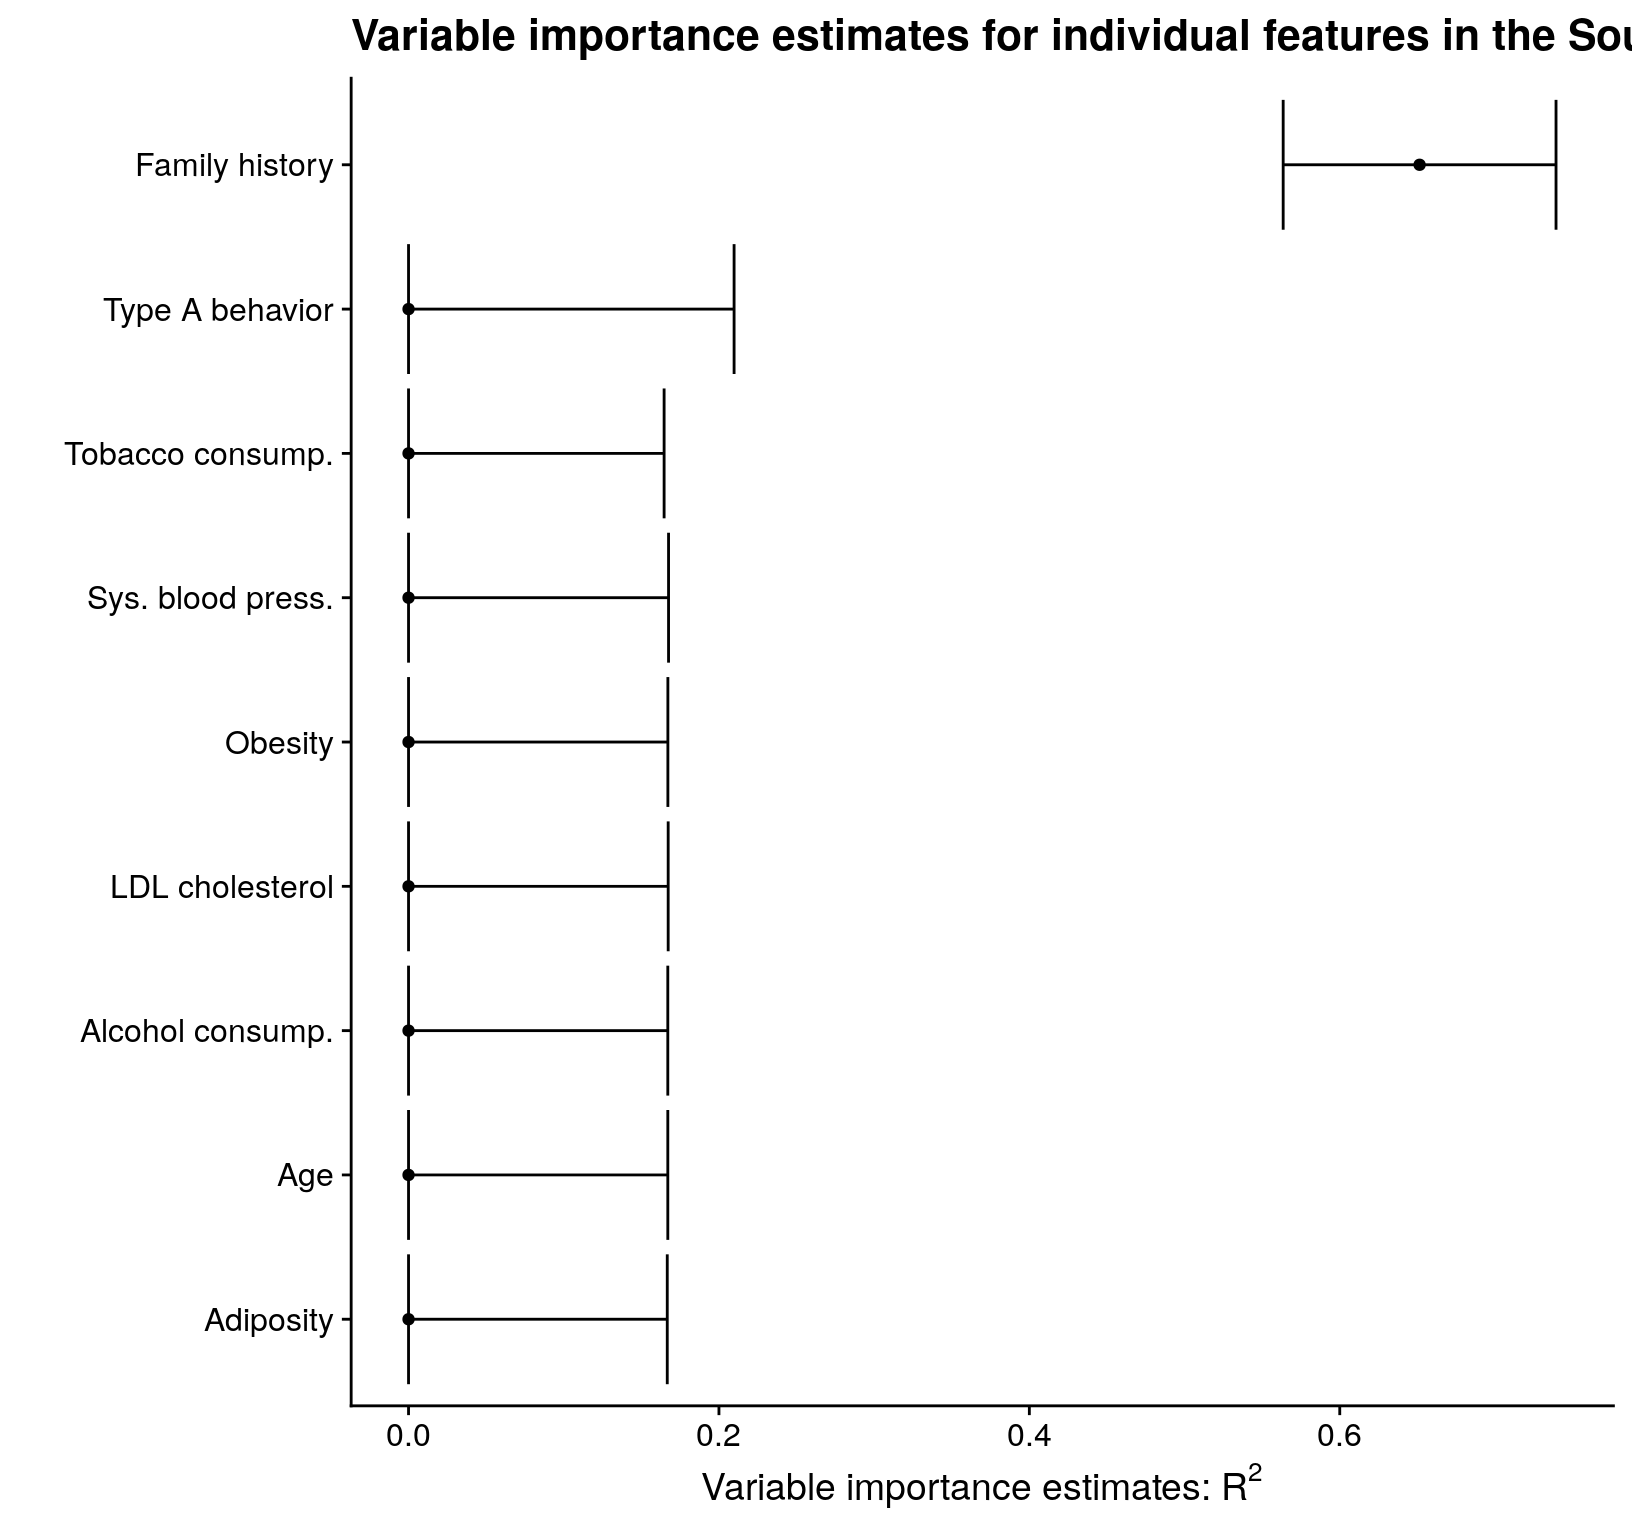 Variable importance estimates for individual features in the Sou
Family history
Type A behavior
Tobacco consump.
Sys. blood press.
Obesity
LDL cholesterol
Alcohol consump.
Age
Adiposity
0.0 0.2 0.4 0.6
Variable importance estimates: R²